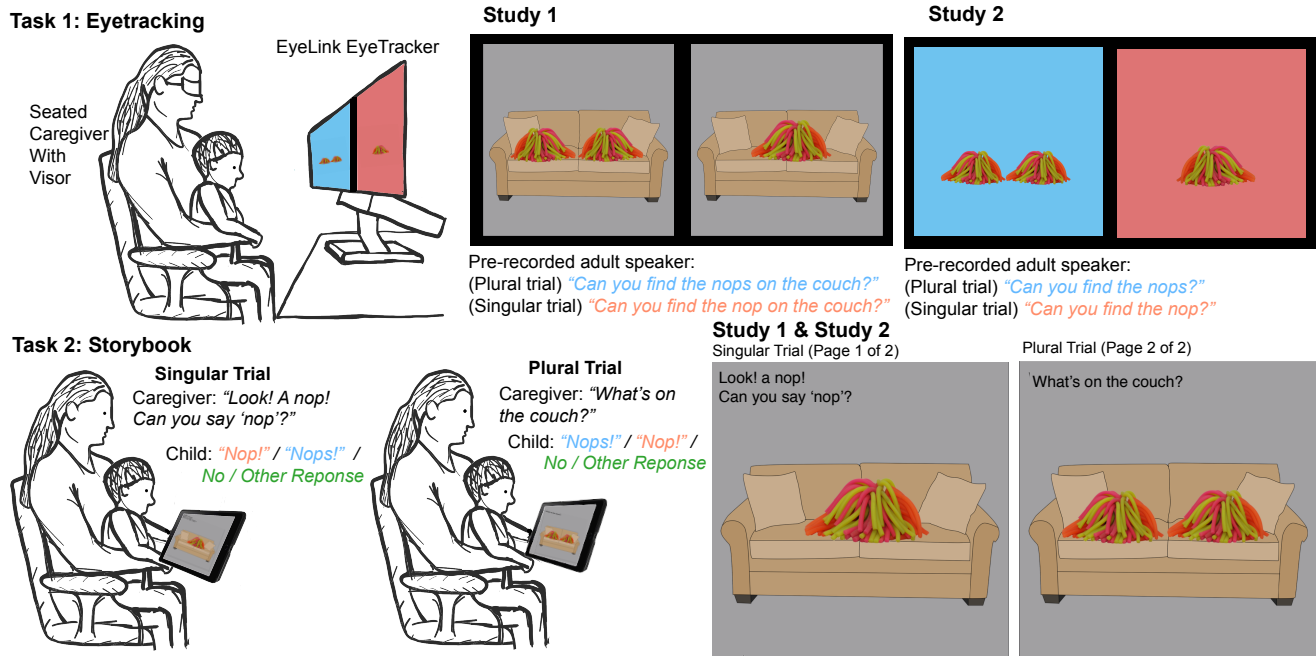 Task 1: Eyetracking
EyeLink EyeTracker
Seated
Caregiver
With
Visor
Study 1
Pre-recorded adult speaker:
(Plural trial) “Can you find the nops on the couch?”
(Singular trial) “Can you find the nop on the couch?”
Study 2
Pre-recorded adult speaker:
(Plural trial) “Can you find the nops?”
(Singular trial) “Can you find the nop?”
Task 2: Storybook
Singular Trial
Caregiver: “Look! A nop!
Can you say ‘nop’?”
Child: “Nop!” / “Nops!” /
No / Other Reponse
Plural Trial
Caregiver: “What’s on
the couch?”
Child: “Nops!” / “Nop!” /
No / Other Reponse
Study 1 & Study 2
Singular Trial (Page 1 of 2)
Look! a nop!
Can you say ‘nop’?
Plural Trial (Page 2 of 2)
What’s on the couch?